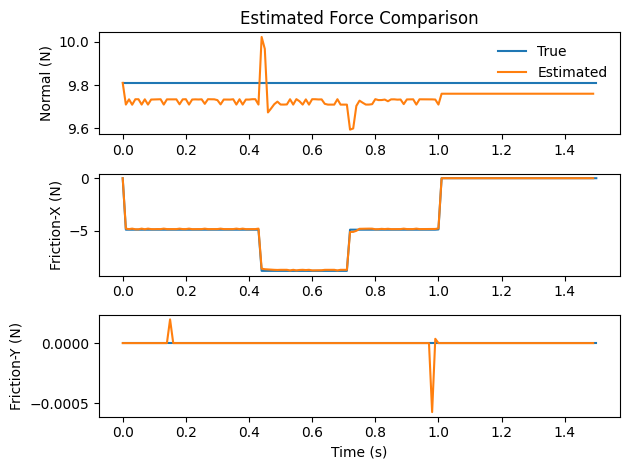 Estimated Force Comparison
Normal (N)
10.0
9.8
9.6
True
Estimated
0.0 0.2 0.4 0.6 0.8 1.0 1.2 1.4
Friction-X (N)
0
−5
0.0 0.2 0.4 0.6 0.8 1.0 1.2 1.4
Friction-Y (N)
0.0000
−0.0005
0.0 0.2 0.4 0.6 0.8 1.0 1.2 1.4
Time (s)